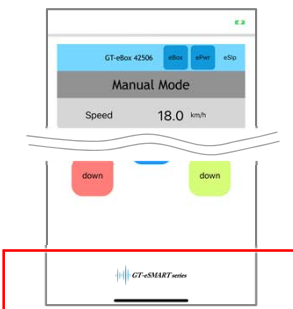 GT-eBox 42506 eBox ePwr eSlp
Manual Mode
Speed 18.0 km/h
down down
GT-eSMART series